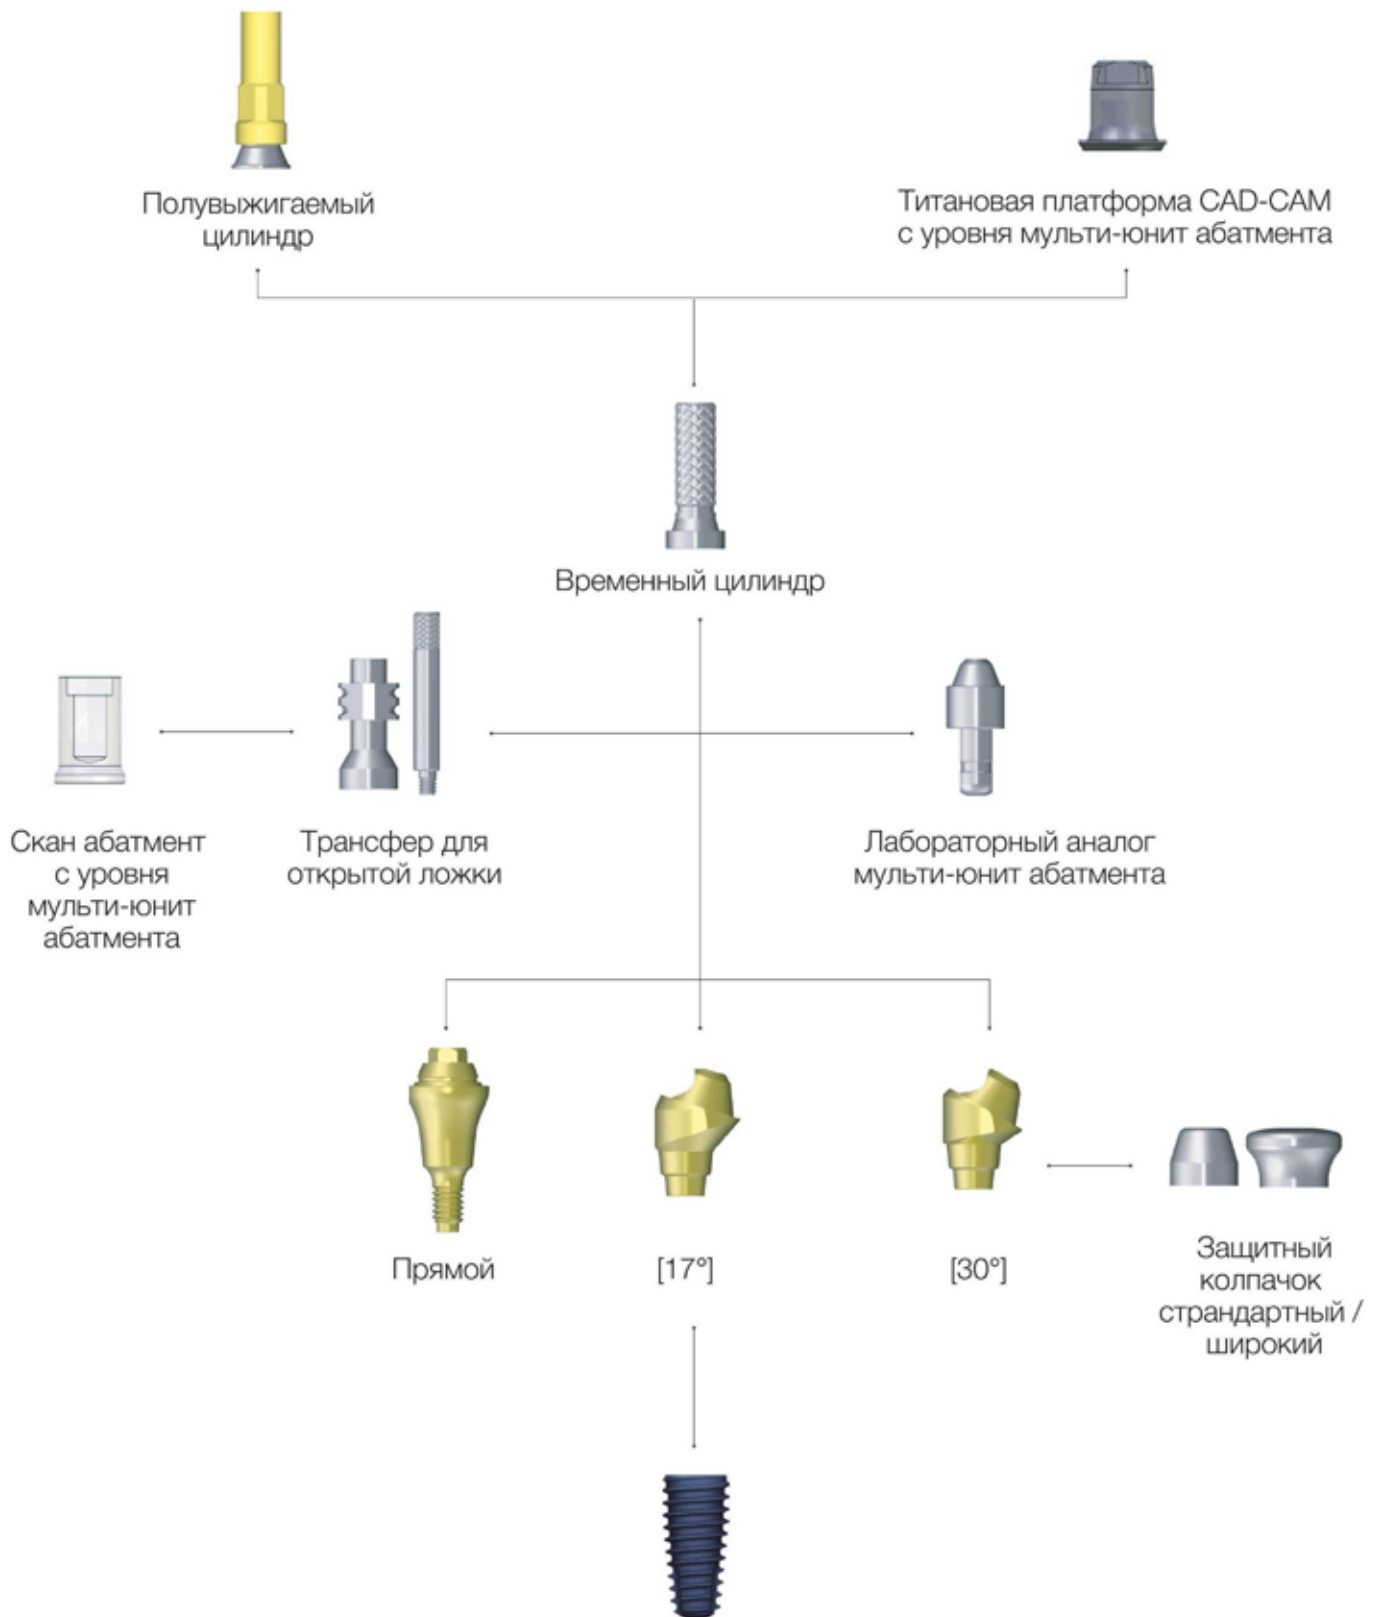 Полувыжигаемый
цилиндр
Титановая платформа CAD-CAM
с уровня мульти-юнит абатмента
Временный цилиндр
Скан абатмент
с уровня
мульти-юнит
абатмента
Трансфер для
открытой ложки
Лабораторный аналог
мульти-юнит абатмента
Прямой
[17°]
[30°]
Защитный
колпачок
страндартный /
широкий